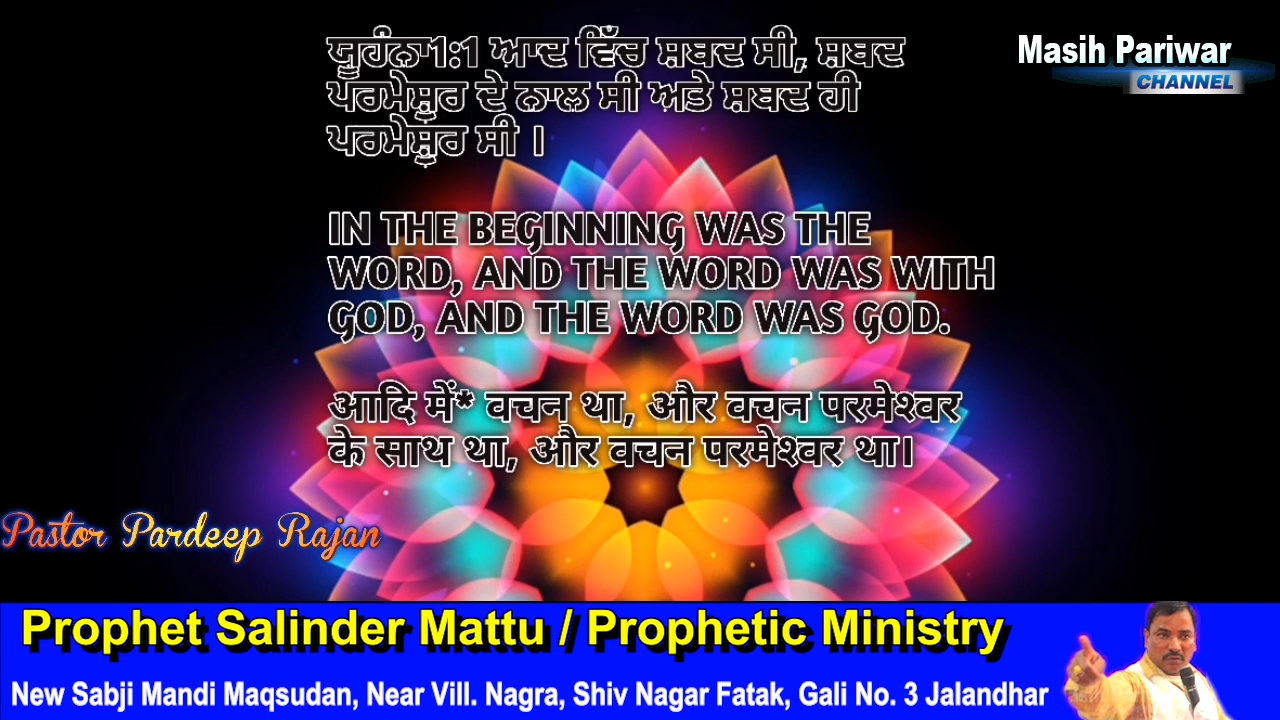 ਯੂਹੰਨਾ1:1 ਆਦ ਵਿੱਚ ਸ਼ਬਦ ਸੀ, ਸ਼ਬਦ
ਪਰਮੇਸ਼ੁਰ ਦੇ ਨਾਲ ਸੀ ਅਤੇ ਸ਼ਬਦ ਹੀ
ਪਰਮੇਸ਼ੁਰ ਸੀ ।
Masih Pariwar
CHANNEL
IN THE BEGINNING WAS THE
WORD, AND THE WORD WAS WITH
GOD, AND THE WORD WAS GOD.
आदि में* वचन था, और वचन परमेश्वर
के साथ था, और वचन परमेश्वर था।
Pastor Pardeep Rajan
Prophet Salinder Mattu / Prophetic Ministry
New Sabji Mandi Maqsudan, Near Vill. Nagra, Shiv Nagar Fatak, Gali No. 3 Jalandhar